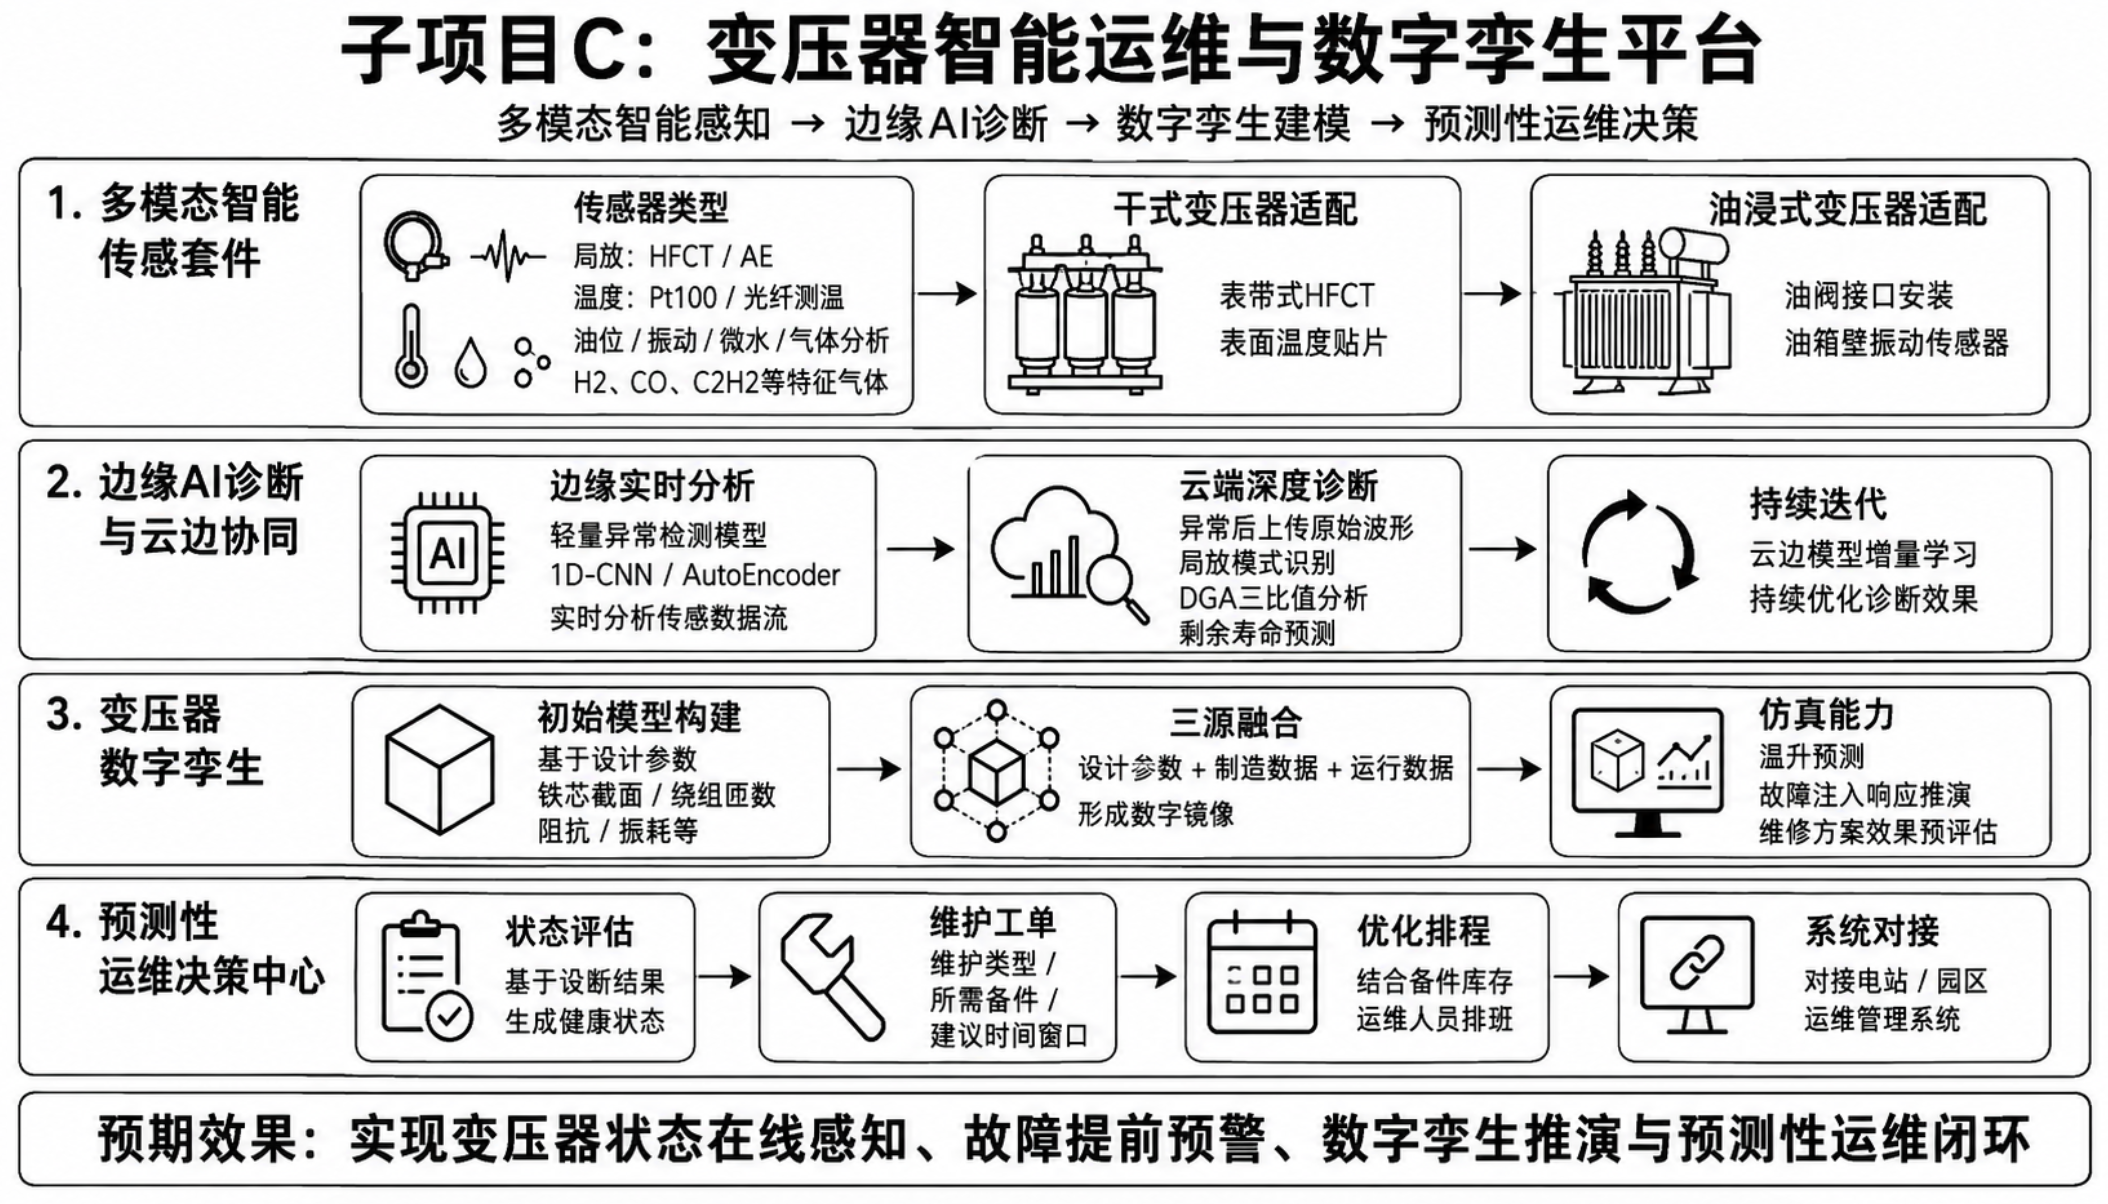 子项目C：变压器智能运维与数字孪生平台
多模态智能感知 → 边缘AI诊断 → 数字孪生建模 → 预测性运维决策
1. 多模态智能
传感套件
传感器类型
局放：HFCT / AE
温度：Pt100 / 光纤测温
油位 / 振动 / 微水 / 气体分析
H2、CO、C2H2等特征气体
干式变压器适配
表带式HFCT
表面温度贴片
油浸式变压器适配
油阀接口安装
油箱壁振动传感器
2. 边缘AI诊断
与云边协同
AI
边缘实时分析
轻量异常检测模型
1D-CNN / AutoEncoder
实时分析传感数据流
云端深度诊断
异常后上传原始波形
局放模式识别
DGA三比值分析
剩余寿命预测
持续迭代
云边模型增量学习
持续优化诊断效果
3. 变压器
数字孪生
初始模型构建
基于设计参数
铁芯截面 / 绕组匝数
阻抗 / 振耗等
三源融合
设计参数 + 制造数据 + 运行数据
形成数字镜像
仿真能力
温升预测
故障注入响应推演
维修方案效果预评估
4. 预测性
运维决策中心
状态评估
基于设断结果
生成健康状态
维护工单
维护类型 /
所需备件 /
建议时间窗口
优化排程
结合备件库存
运维人员排班
系统对接
对接电站 / 园区
运维管理系统
预期效果：实现变压器状态在线感知、故障提前预警、数字孪生推演与预测性运维闭环